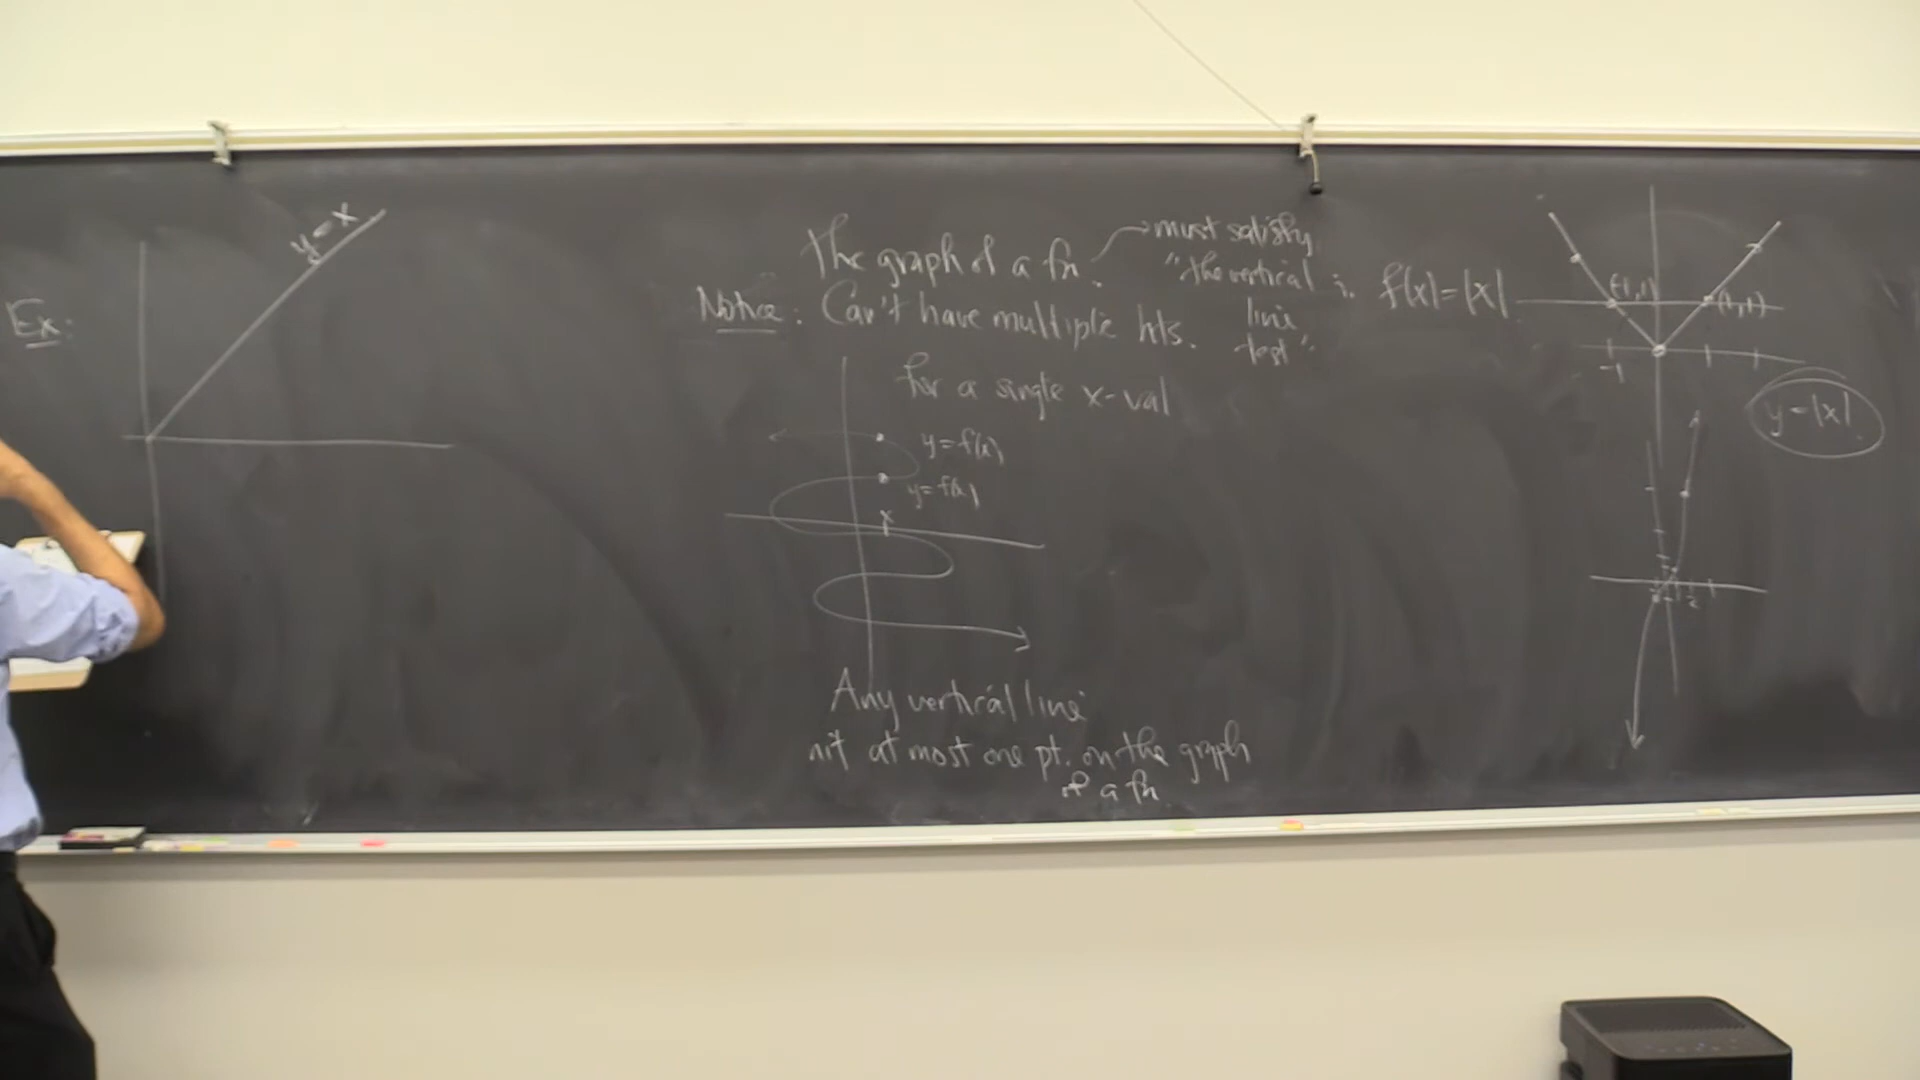 Ex:
y=x
The graph of a fn.
must satisfy
"the vertical
line
test"
Notice: Can't have multiple hts.
for a single x-val
y=f(x)
y=f(x)
x
Any vertical line
hit at most one pt. on the graph
of a fn
f(x)=|x|
(-1,1)
(1,1)
-1
y=|x|